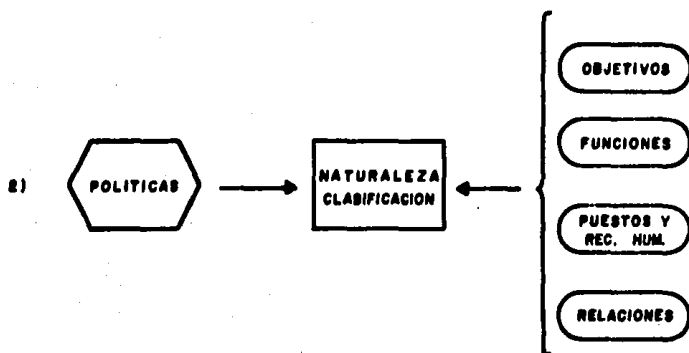 2)
POLITICAS
NATURALEZA
CLASIFICACION
OBJETIVOS
FUNCIONES
PUESTOS Y
REC. HUM.
RELACIONES